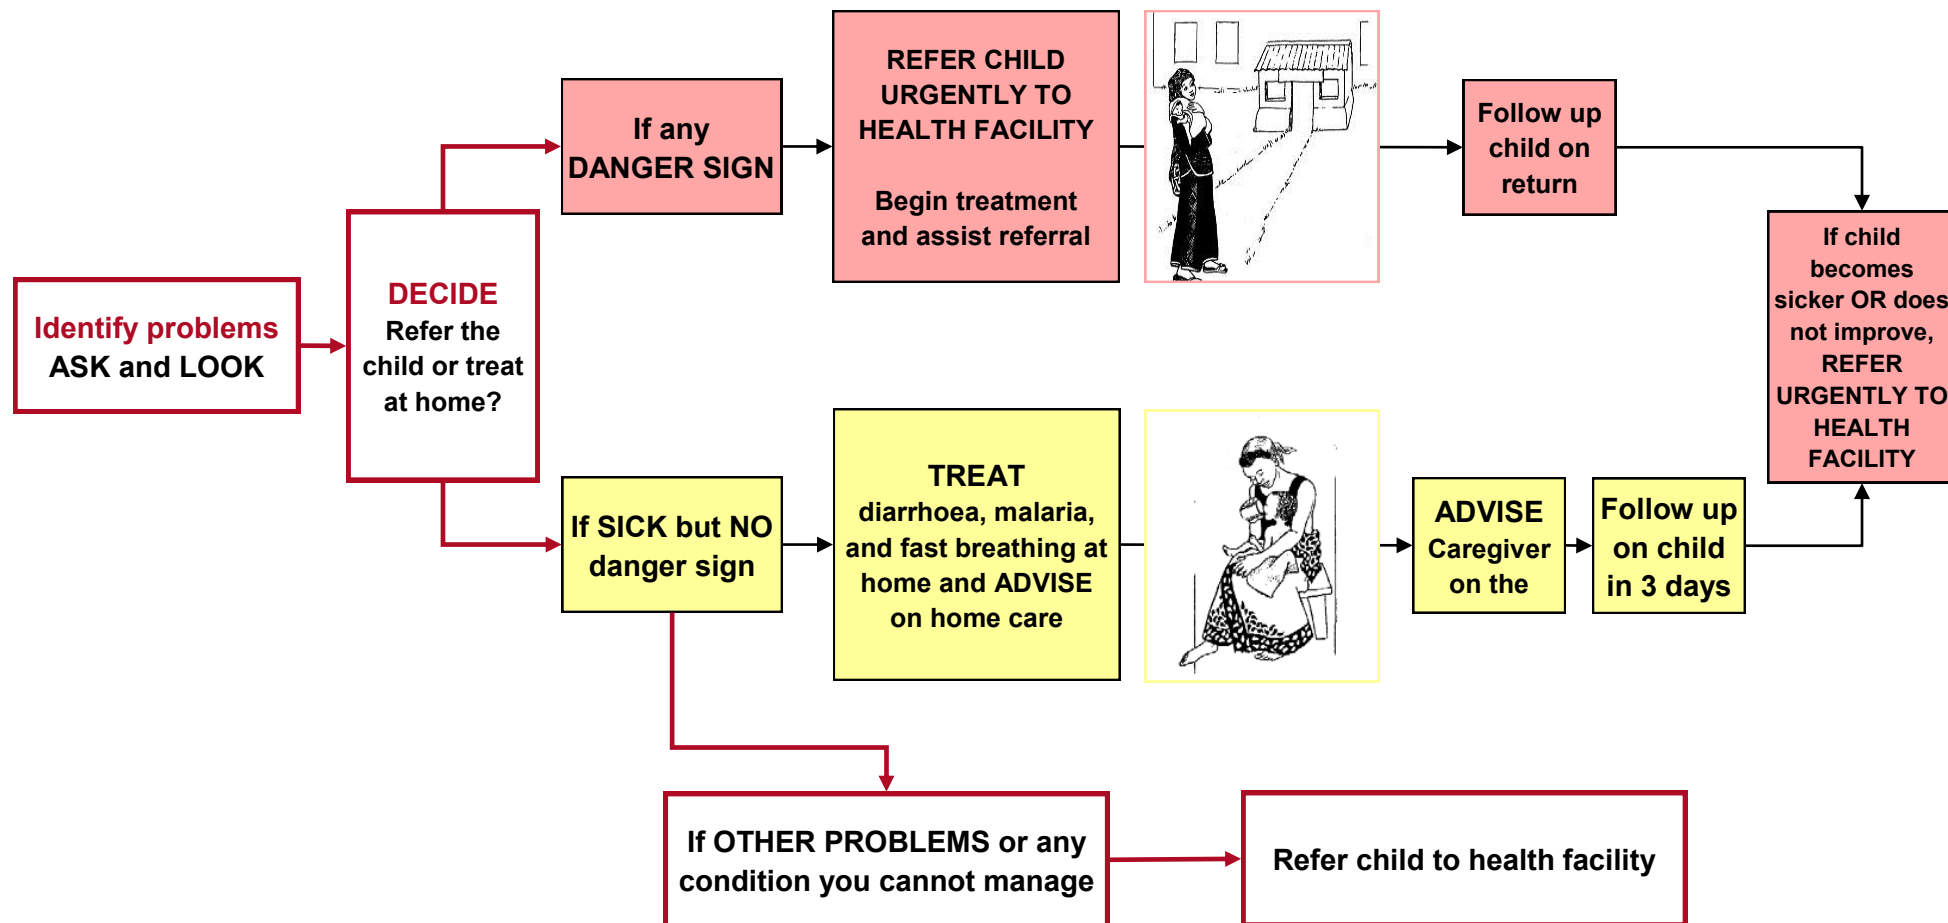 Identify problems
ASK and LOOK
DECIDE
Refer the
child or treat
at home?
If any
DANGER SIGN
REFER CHILD
URGENTLY TO
HEALTH FACILITY
Begin treatment
and assist referral
Follow up
child on
return
If child
becomes
sicker OR does
not improve,
REFER
URGENTLY TO
HEALTH
FACILITY
If SICK but NO
danger sign
TREAT
diarrhoea, malaria,
and fast breathing at
home and ADVISE
on home care
ADVISE
Caregiver
on the
Follow up
on child
in 3 days
If OTHER PROBLEMS or any
condition you cannot manage
Refer child to health facility